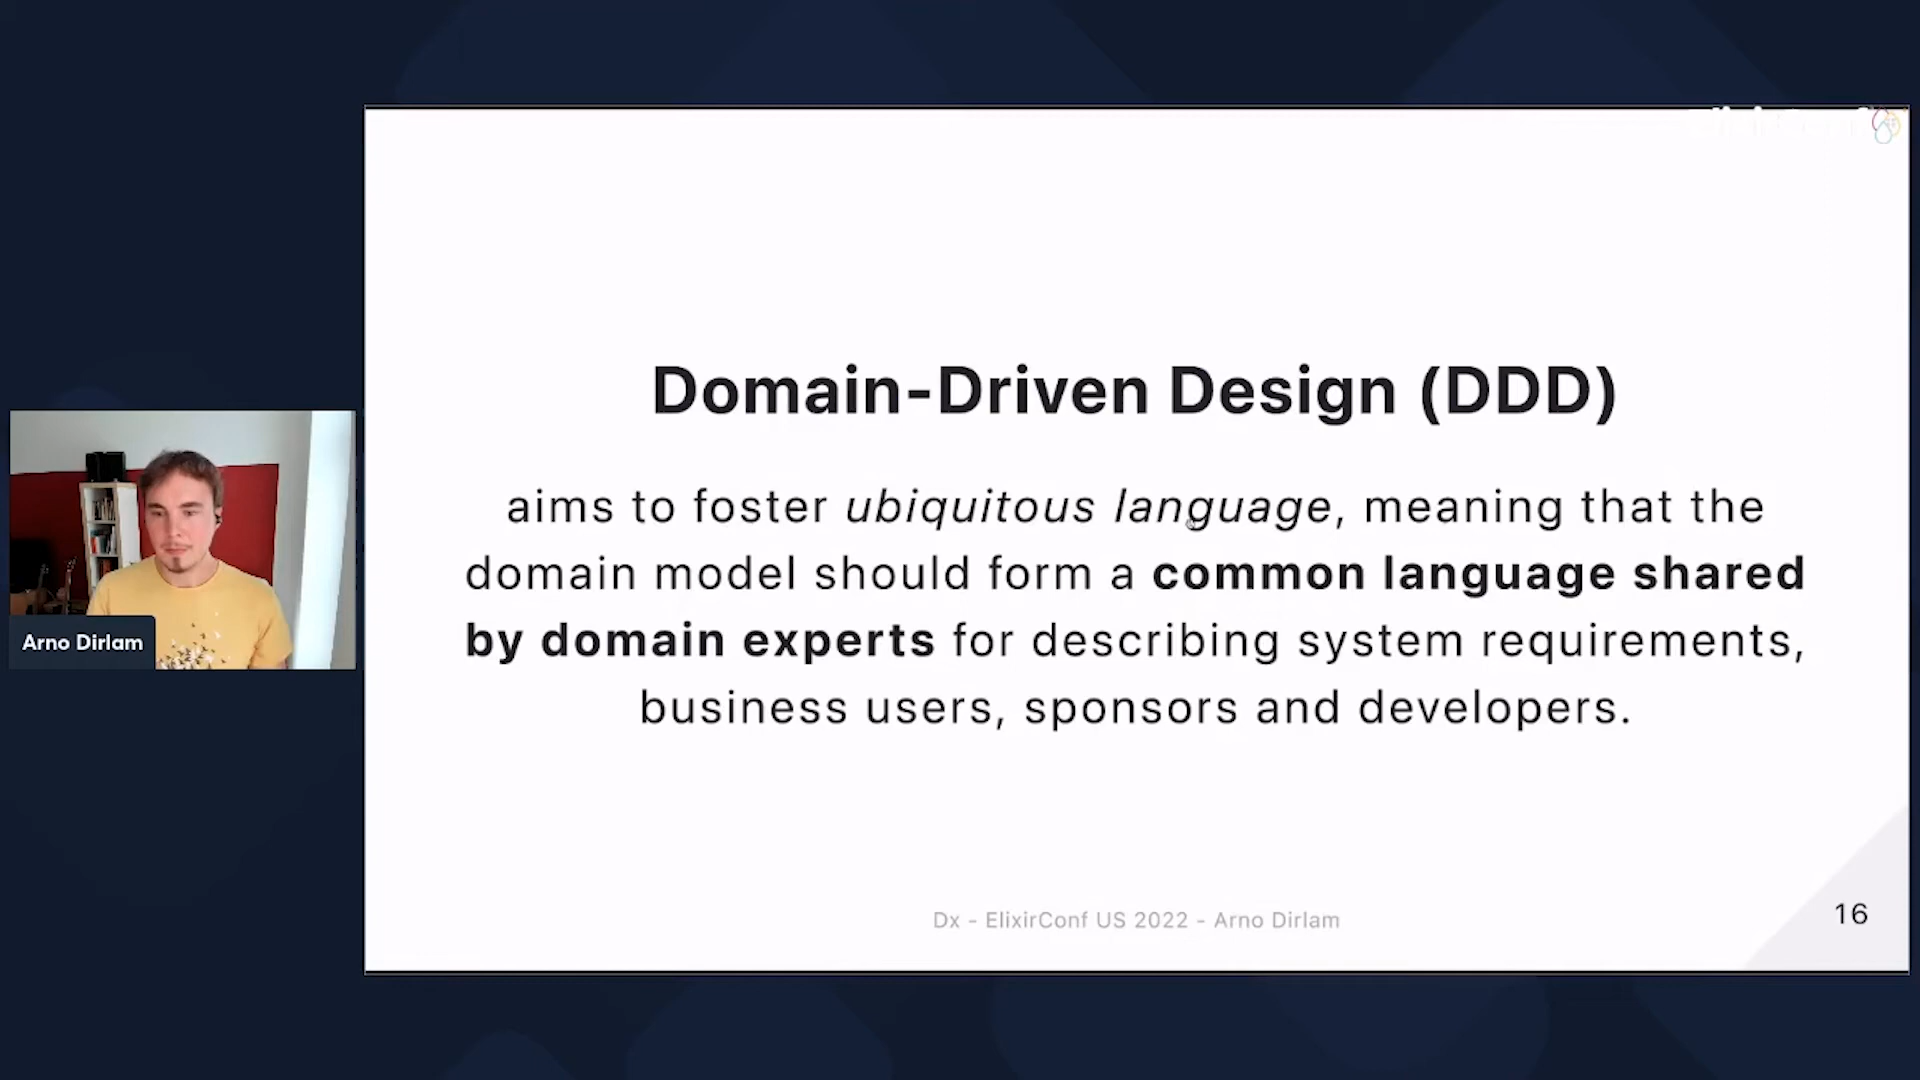 Domain-Driven Design (DDD)
aims to foster ubiquitous language, meaning that the
domain model should form a common language shared
by domain experts for describing system requirements,
business users, sponsors and developers.
Arno Dirlam
Dx - ElixirConf US 2022 - Arno Dirlam
16